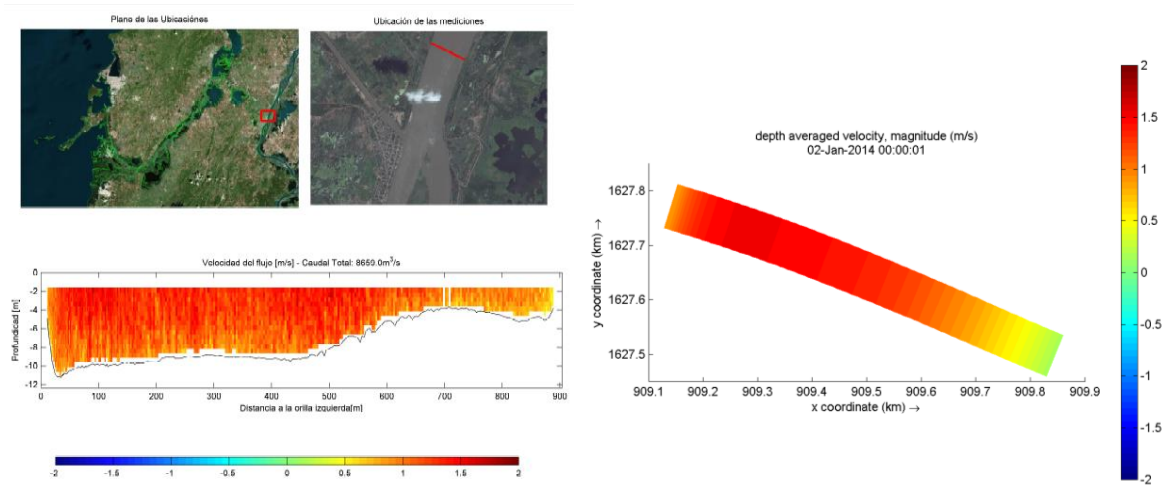 Plano de las Ubicaciónes
Ubicación de las mediciones
Velocidad del flujo [m/s] - Caudal Total: 8659.0m³/s
Profundidad [m]
0
-2
-4
-6
-8
-10
-12
0 100 200 300 400 500 600 700 800 900
Distancia a la orilla izquierda[m]
-2 -1.5 -1 -0.5 0 0.5 1 1.5 2
depth averaged velocity, magnitude (m/s)
02-Jan-2014 00:00:01
y coordinate (km) →
1627.8
1627.7
1627.6
1627.5
909.1 909.2 909.3 909.4 909.5 909.6 909.7 909.8 909.9
x coordinate (km) →
2
1.5
1
0.5
0
-0.5
-1
-1.5
-2